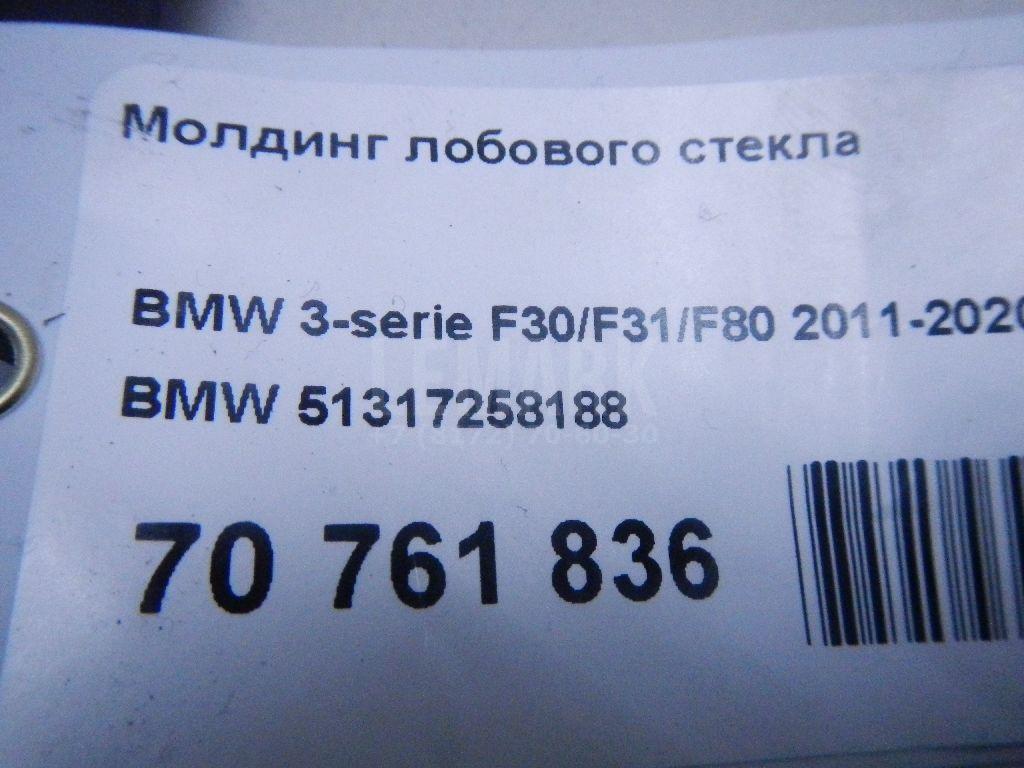 Молдинг лобового стекла
BMW 3-serie F30/F31/F80 2011-2020
BMW 51317258188
70 761 836